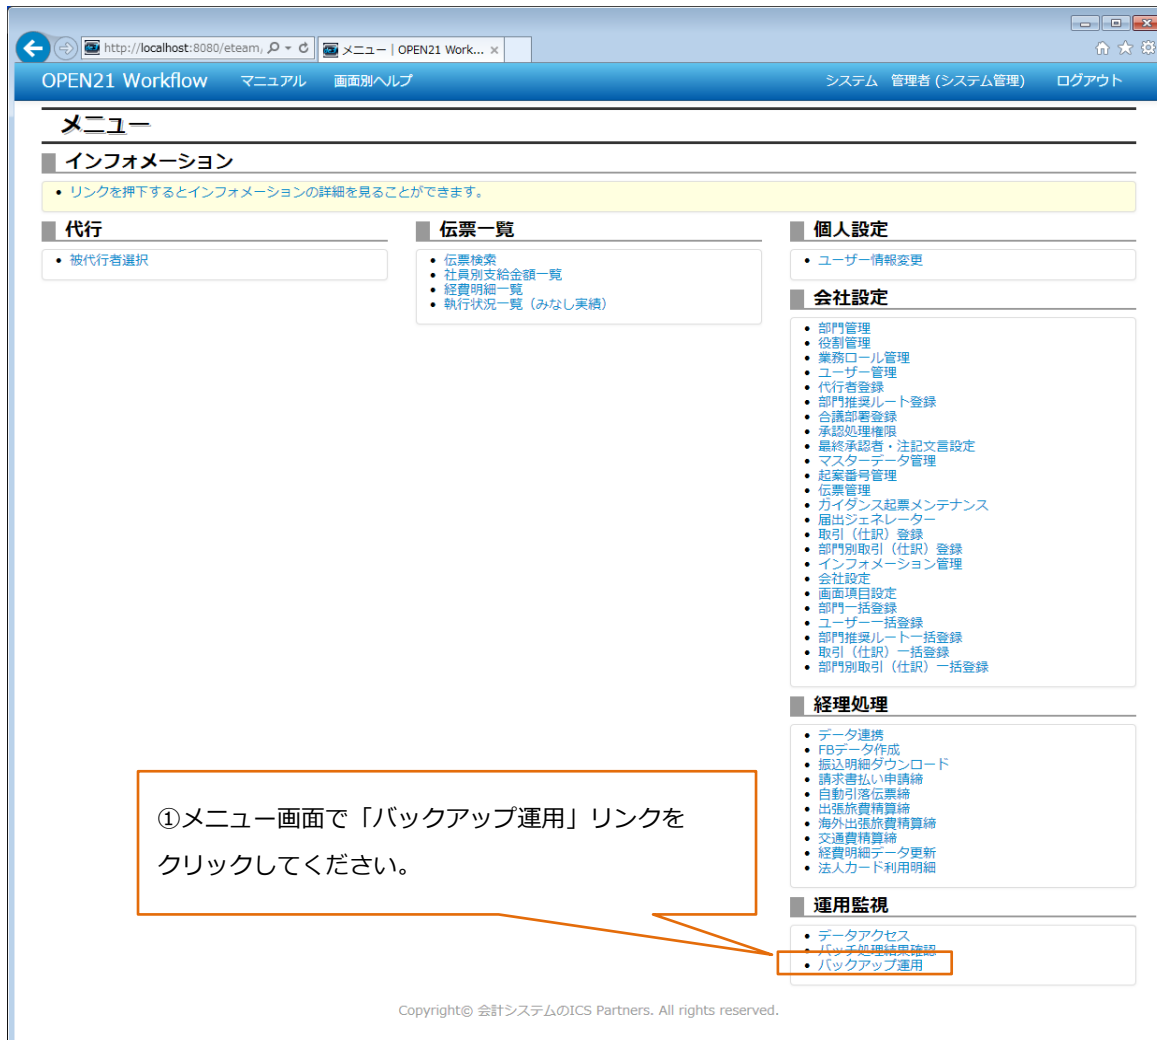 http://localhost:8080/eteam,
メニュー | OPEN21 Work... ×
OPEN21 Workflow マニュアル 画面別ヘルプ システム 管理者 (システム管理) ログアウト
メニュー
インフォメーション
• リンクを押下するとインフォメーションの詳細を見ることができます。
代行
• 被代行者選択
伝票一覧
• 伝票検索
• 社員別支給金額一覧
• 経費明細一覧
• 執行状況一覧（みなし実績）
個人設定
• ユーザー情報変更
会社設定
• 部門管理
• 役割管理
• 業務ロール管理
• ユーザー管理
• 代行者登録
• 部門推奨ルート登録
• 合議部署登録
• 承認処理権限
• 最終承認者・注記文言設定
• マスターデータ管理
• 起案番号管理
• 伝票管理
• ガイダンス起票メンテナンス
• 届出ジェネレーター
• 取引（仕訳）登録
• 部門別取引（仕訳）登録
• インフォメーション管理
• 会社設定
• 画面項目設定
• 部門一括登録
• ユーザー一括登録
• 部門推奨ルート一括登録
• 取引（仕訳）一括登録
• 部門別取引（仕訳）一括登録
経理処理
• データ連携
• FBデータ作成
• 振込明細ダウンロード
• 請求書払い申請締
• 自動引落伝票締
• 出張旅費精算締
• 海外出張旅費精算締
• 交通費精算締
• 経費明細データ更新
• 法人カード利用明細
①メニュー画面で「バックアップ運用」リンクを
クリックしてください。
運用監視
• データアクセス
• バッチ処理結果確認
• バックアップ運用
Copyright© 会計システムのICS Partners. All rights reserved.